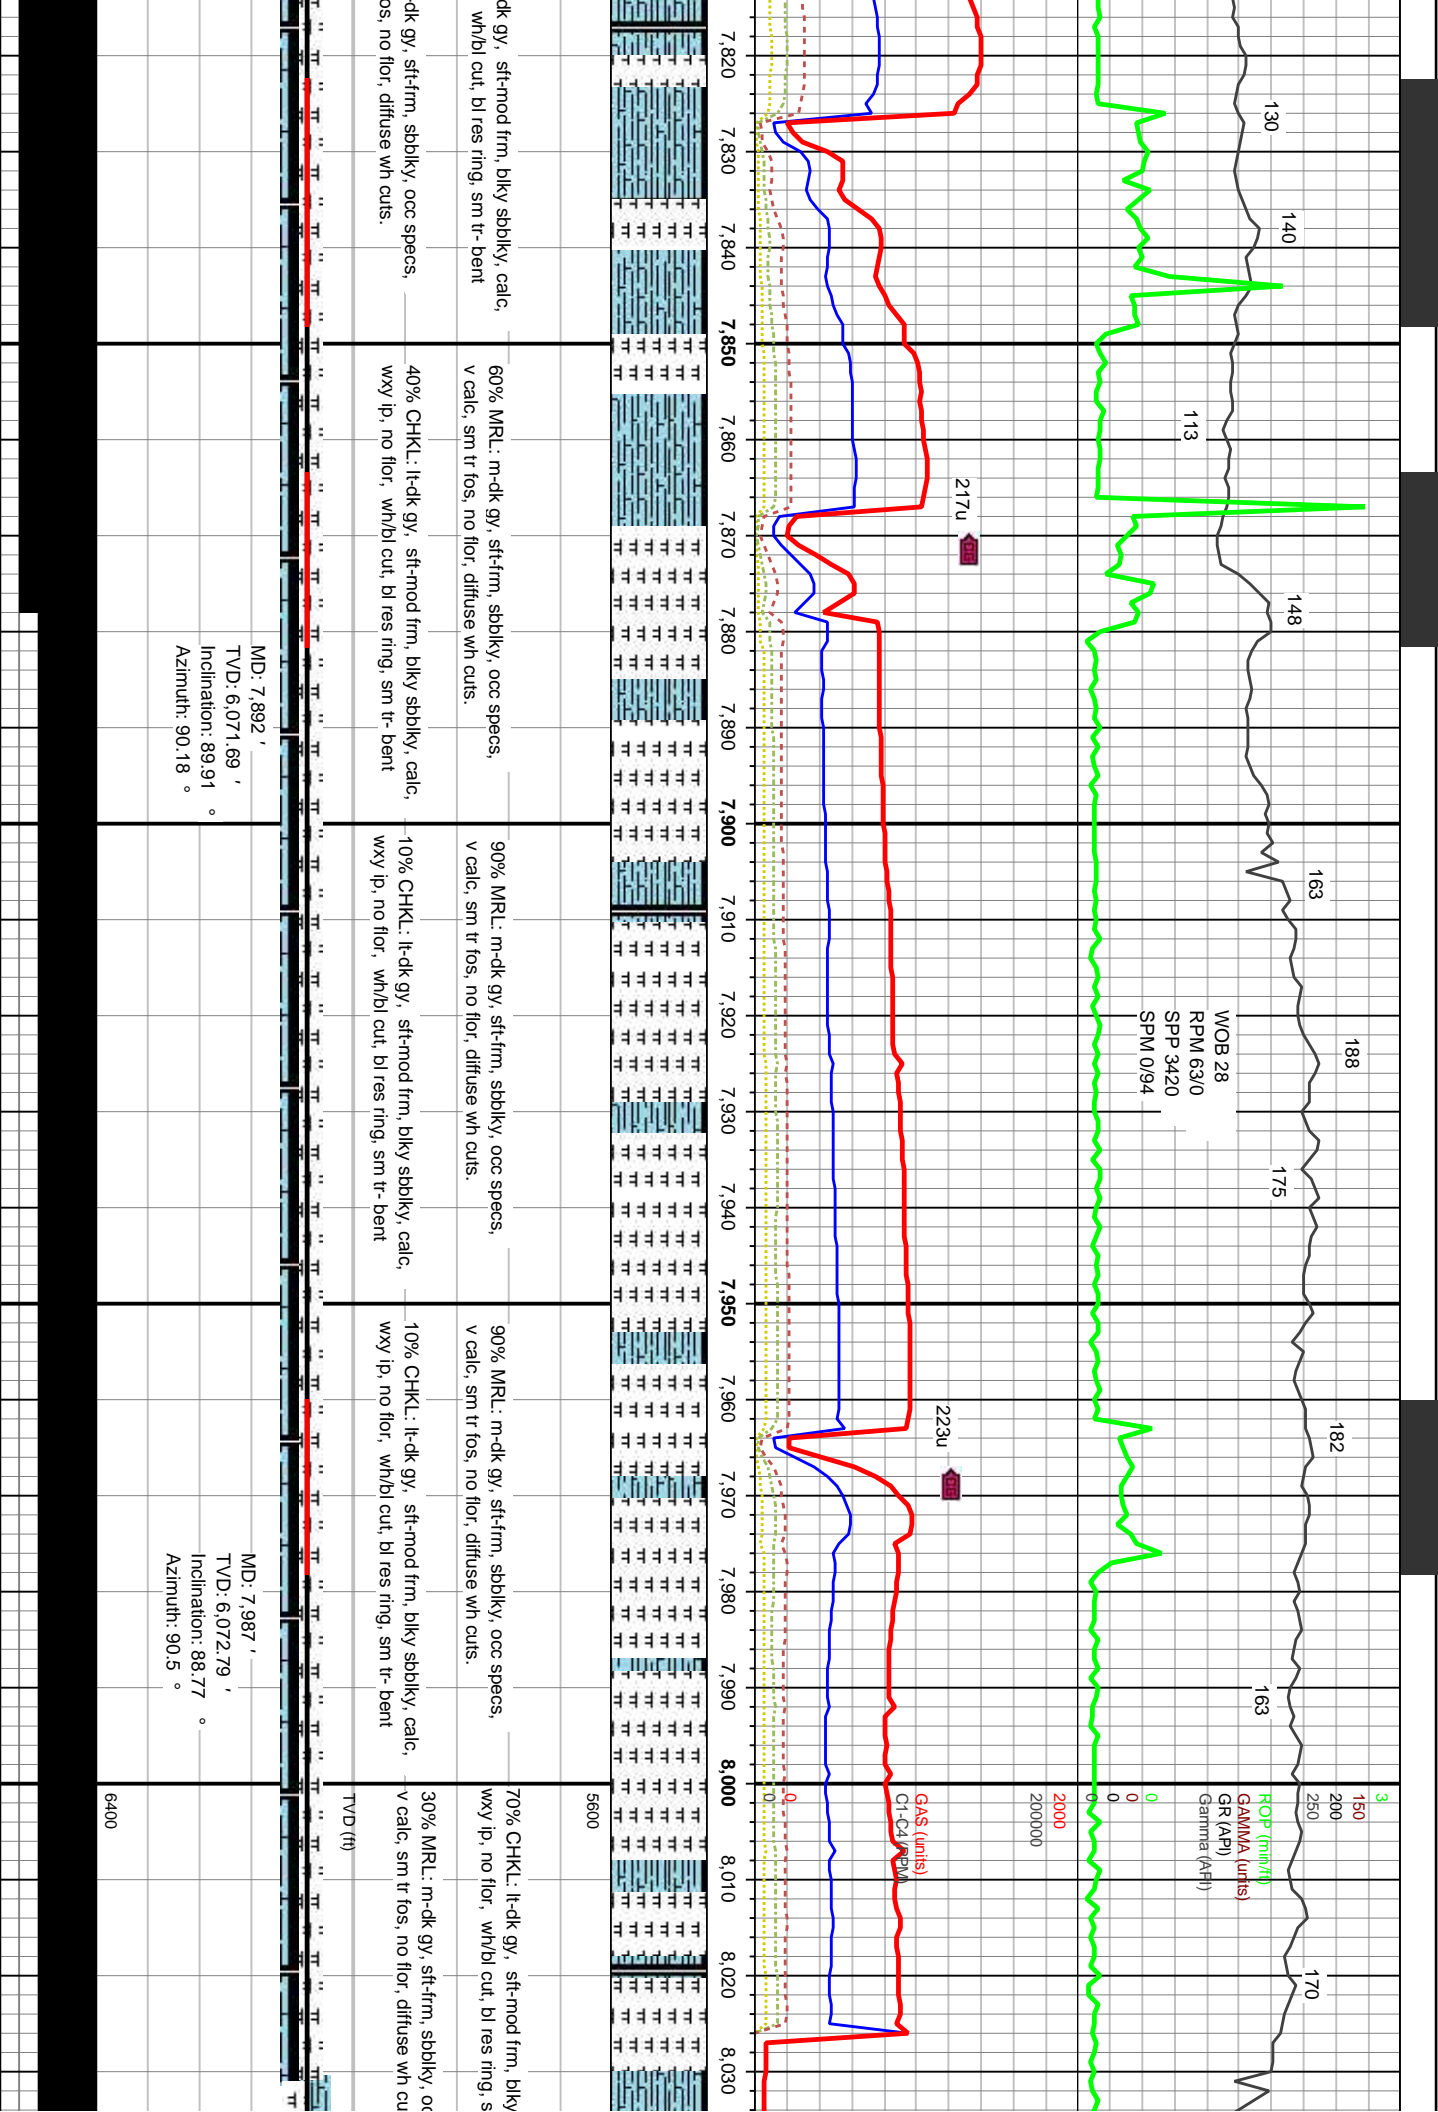 130
140
113
148
163
188
175
182
163
170
WOB 28
RPM 63/0
SPP 3420
SPM 0/94
3
150
200
250
ROP (min/ft)
GAMMA (units)
GR (API)
Gamma (API)
0
0
0
0
2000
200000
GAS (units)
C1-C4 (PPM)
0
0
217u
223u
7,820
7,830
7,840
7,850
7,860
7,870
7,880
7,890
7,900
7,910
7,920
7,930
7,940
7,950
7,960
7,970
7,980
7,990
8,000
8,010
8,020
8,030
dk gy, sft-mod frm, blky sbblky, calc,
wh/bl cut, bl res ring, sm tr- bent
-dk gy, sft-frm, sbblky, occ specs,
os, no flor, diffuse wh cuts.
60% MRL: m-dk gy, sft-frm, sbblky, occ specs,
v calc, sm tr fos, no flor, diffuse wh cuts.
40% CHKL: lt-dk gy, sft-mod frm, blky sbblky, calc,
wxy ip, no flor, wh/bl cut, bl res ring, sm tr- bent
90% MRL: m-dk gy, sft-frm, sbblky, occ specs,
v calc, sm tr fos, no flor, diffuse wh cuts.
10% CHKL: lt-dk gy, sft-mod frm, blky sbblky, calc,
wxy ip, no flor, wh/bl cut, bl res ring, sm tr- bent
90% MRL: m-dk gy, sft-frm, sbblky, occ specs,
v calc, sm tr fos, no flor, diffuse wh cuts.
10% CHKL: lt-dk gy, sft-mod frm, blky sbblky, calc,
wxy ip, no flor, wh/bl cut, bl res ring, sm tr- bent
70% CHKL: lt-dk gy, sft-mod frm, blky
wxy ip, no flor, wh/bl cut, bl res ring, s
30% MRL: m-dk gy, sft-frm, sbblky, oc
v calc, sm tr fos, no flor, diffuse wh cu
5600
TVD (ft)
6400
MD: 7,892 '
TVD: 6,071.69 '
Inclination: 89.91 °
Azimuth: 90.18 °
MD: 7,987 '
TVD: 6,072.79 '
Inclination: 88.77 °
Azimuth: 90.5 °